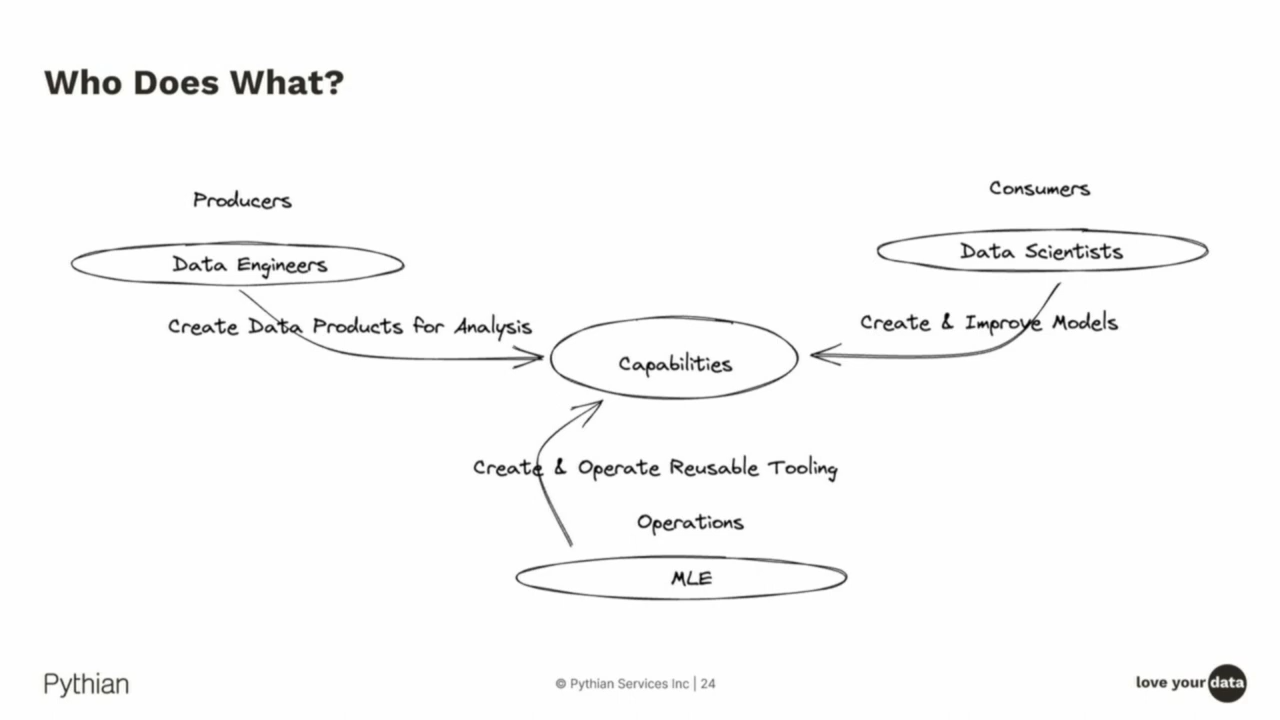 Who Does What?
Producers
Consumers
Data Engineers
Data Scientists
Create Data Products for Analysis
Create & Improve Models
Capabilities
Create & Operate Reusable Tooling
Operations
MLE
Pythian
© Pythian Services Inc | 24
love your data